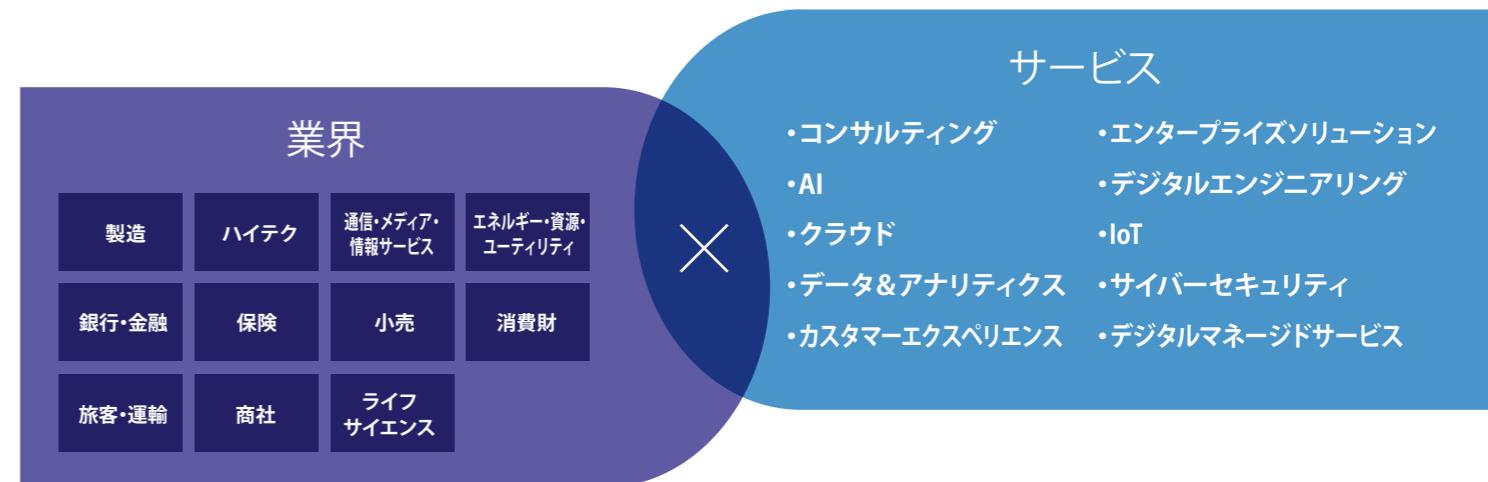 業界
製造
ハイテク
通信・メディア・
情報サービス
エネルギー・資源・
ユーティリティ
銀行・金融
保険
小売
消費財
旅客・運輸
商社
ライフ
サイエンス
×
サービス
・コンサルティング
・AI
・クラウド
・データ&アナリティクス
・カスタマーエクスペリエンス
・エンタープライズソリューション
・デジタルエンジニアリング
・IoT
・サイバーセキュリティ
・デジタルマネージドサービス